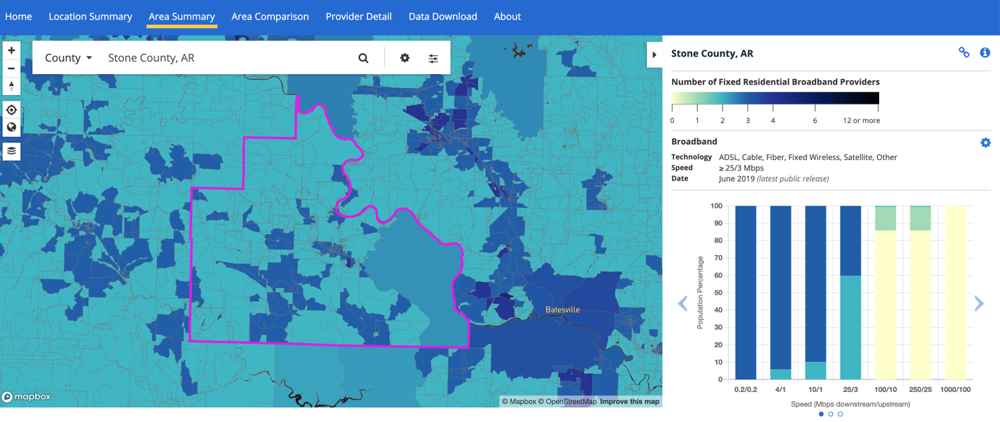 Home Location Summary Area Summary Area Comparison Provider Detail Data Download About
County Stone County, AR
Batesville
mapbox
© Mapbox © OpenStreetMap Improve this map
Stone County, AR
Number of Fixed Residential Broadband Providers
0 1 2 3 4 6 12 or more
Broadband
Technology ADSL, Cable, Fiber, Fixed Wireless, Satellite, Other
Speed ≥ 25/3 Mbps
Date June 2019 (latest public release)
Population Percentage
100
90
80
70
60
50
40
30
20
10
0
0.2/0.2 4/1 10/1 25/3 100/10 250/25 1000/100
Speed (Mbps downstream/upstream)